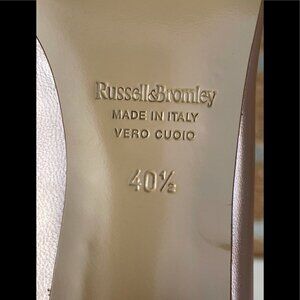 Russell&Bromley
MADE IN ITALY
VERO CUOIO
40½